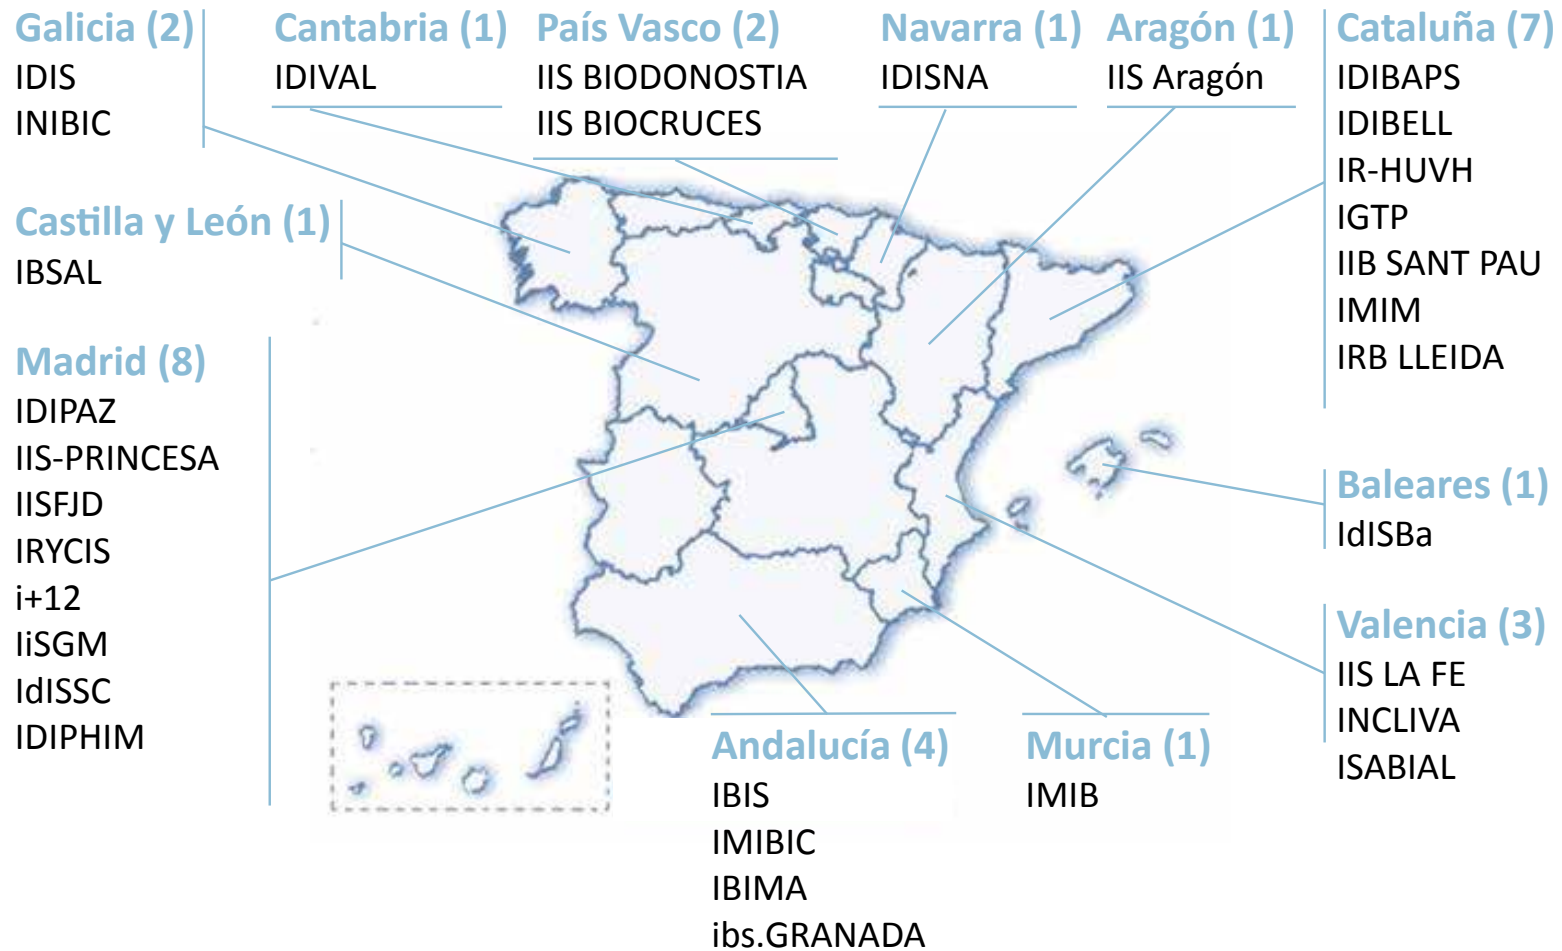 Galicia (2)
IDIS
INIBIC
Cantabria (1)
IDIVAL
País Vasco (2)
IIS BIODONOSTIA
IIS BIOCRUCES
Navarra (1)
IDISNA
Aragón (1)
IIS Aragón
Cataluña (7)
IDIBAPS
IDIBELL
IR-HUVH
IGTP
IIB SANT PAU
IMIM
IRB LLEIDA
Castilla y León (1)
IBSAL
Madrid (8)
IDIPAZ
IIS-PRINCESA
IISFJD
IRYCIS
i+12
IiSGM
IdISSC
IDIPHIM
Baleares (1)
IdISBa
Valencia (3)
IIS LA FE
INCLIVA
ISABIAL
Andalucía (4)
IBIS
IMIBIC
IBIMA
ibs.GRANADA
Murcia (1)
IMIB